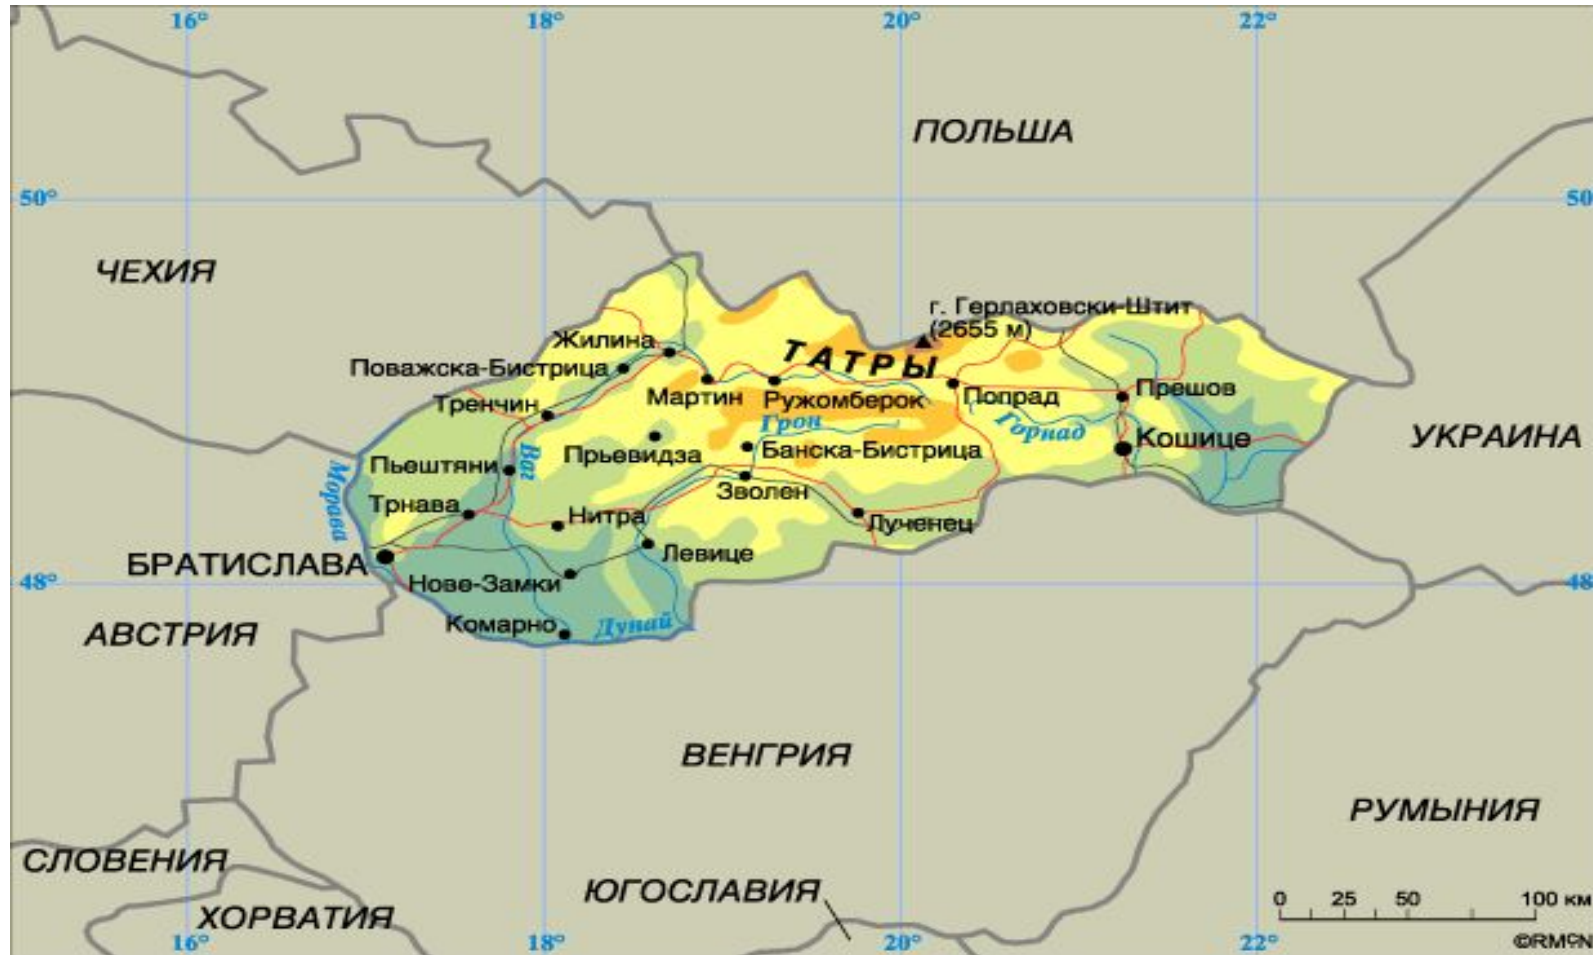 16° 18° 20° 22°
ПОЛЬША
50° 50
ЧЕХИЯ
г. Герлаховски-Штит
(2655 м)
Жилина
ТАТРЫ
Поважска-Бистрица
Мартин
Ружомберок
Попрад
Прешов
Тренчин
Грон
Горнад
Кошице
УКРАИНА
Прьевидза
Банска-Бистрица
Пьештяни
Ваг
Морава
Зволен
Трнава
Нитра
Лученец
БРАТИСЛАВА
Левице
48° 48
Нове-Замки
Комарно
Дунай
АВСТРИЯ
ВЕНГРИЯ
РУМЫНИЯ
СЛОВЕНИЯ
ЮГОСЛАВИЯ
0 25 50 100 км
ХОРВАТИЯ
16° 18° 20° 22°
©RMcN